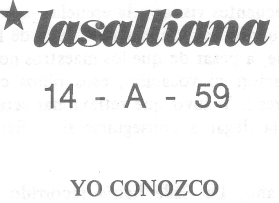 ★ lasalliana
14 - A - 59
YO CONOZCO